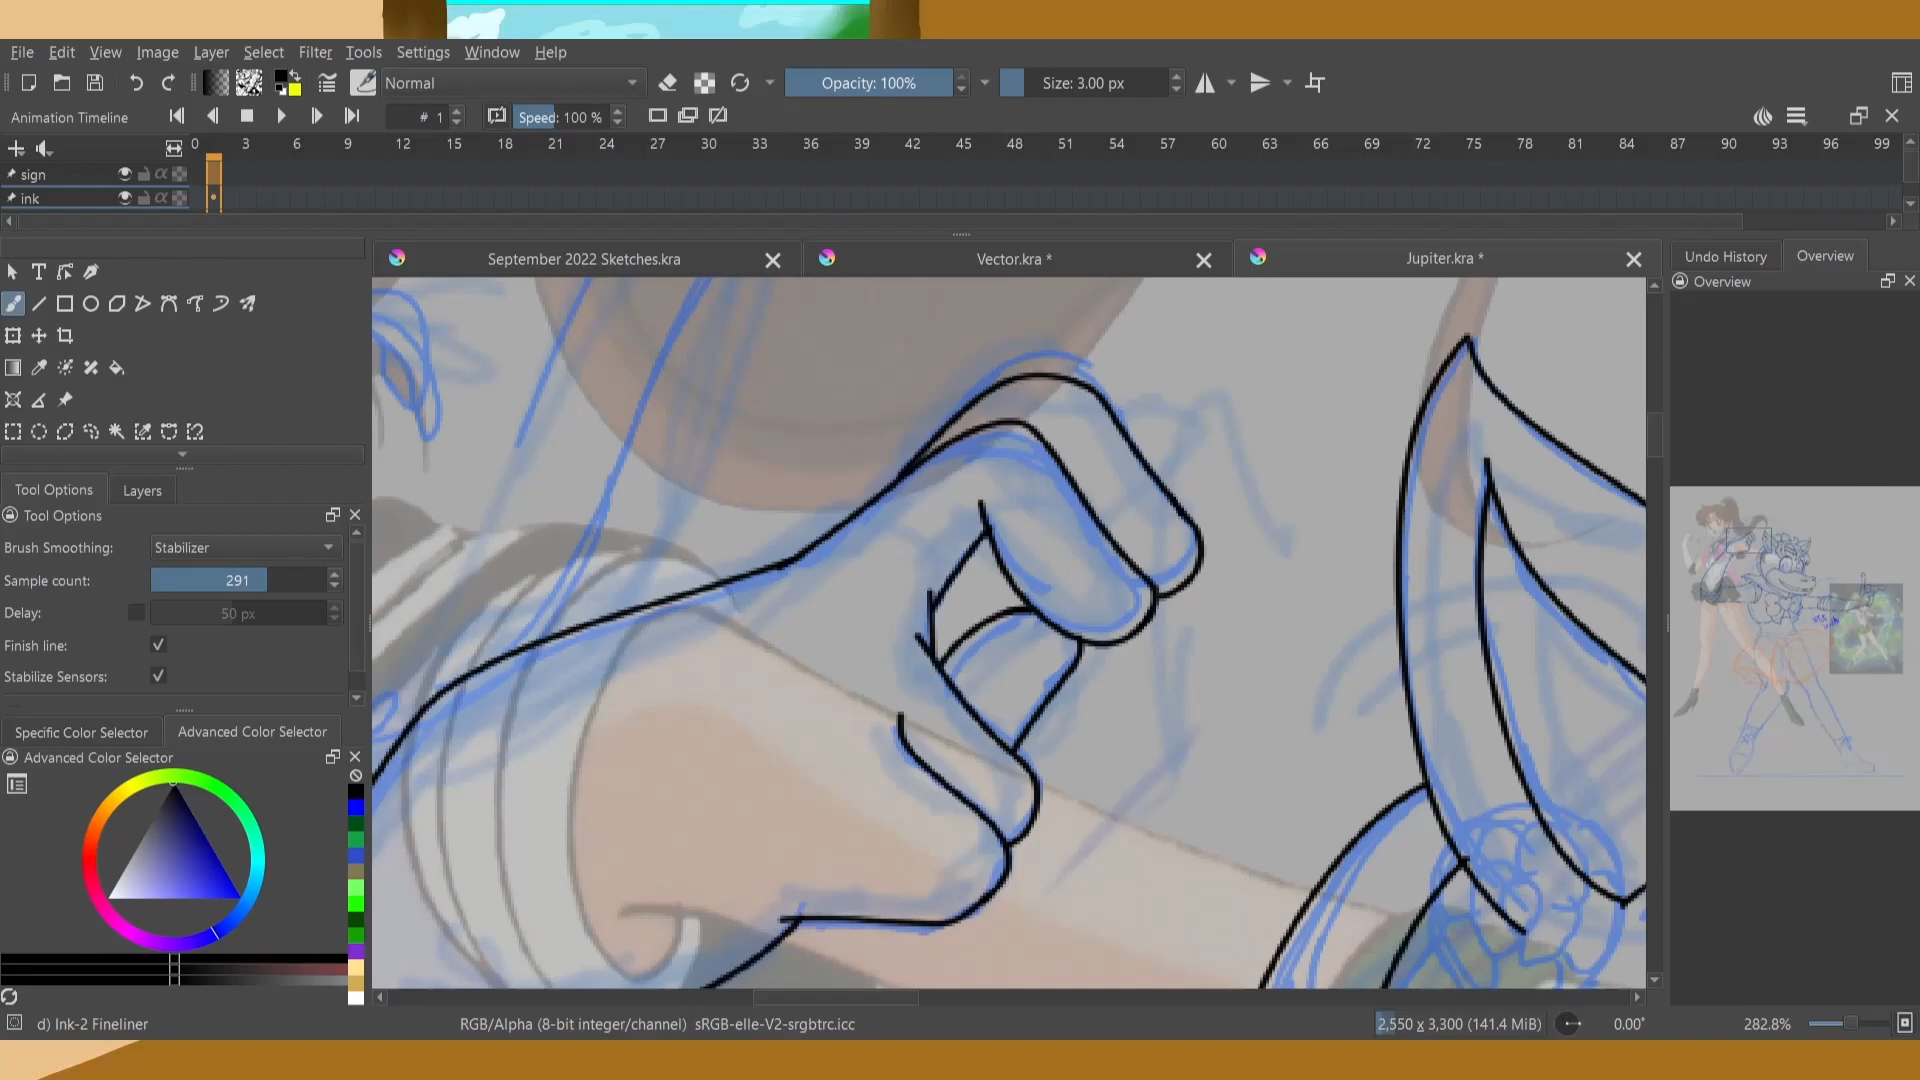 File Edit View Image Layer Select Filter Tools Settings Window Help
Normal Opacity: 100% Size: 3.00 px
Animation Timeline # 1 Speed: 100 %
0 3 6 9 12 15 18 21 24 27 30 33 36 39 42 45 48 51 54 57 60 63 66 69 72 75 78 81 84 87 90 93 96 99
sign
ink
September 2022 Sketches.kra Vector.kra * Jupiter.kra * Undo History Overview
Overview
Tool Options Layers
Tool Options
Brush Smoothing: Stabilizer
Sample count: 291
Delay: 50 px
Finish line:
Stabilize Sensors:
Specific Color Selector Advanced Color Selector
Advanced Color Selector
d) Ink-2 Fineliner RGB/Alpha (8-bit integer/channel) sRGB-elle-V2-srgbtrc.icc 2,550 x 3,300 (141.4 MiB) 0.00° 282.8%